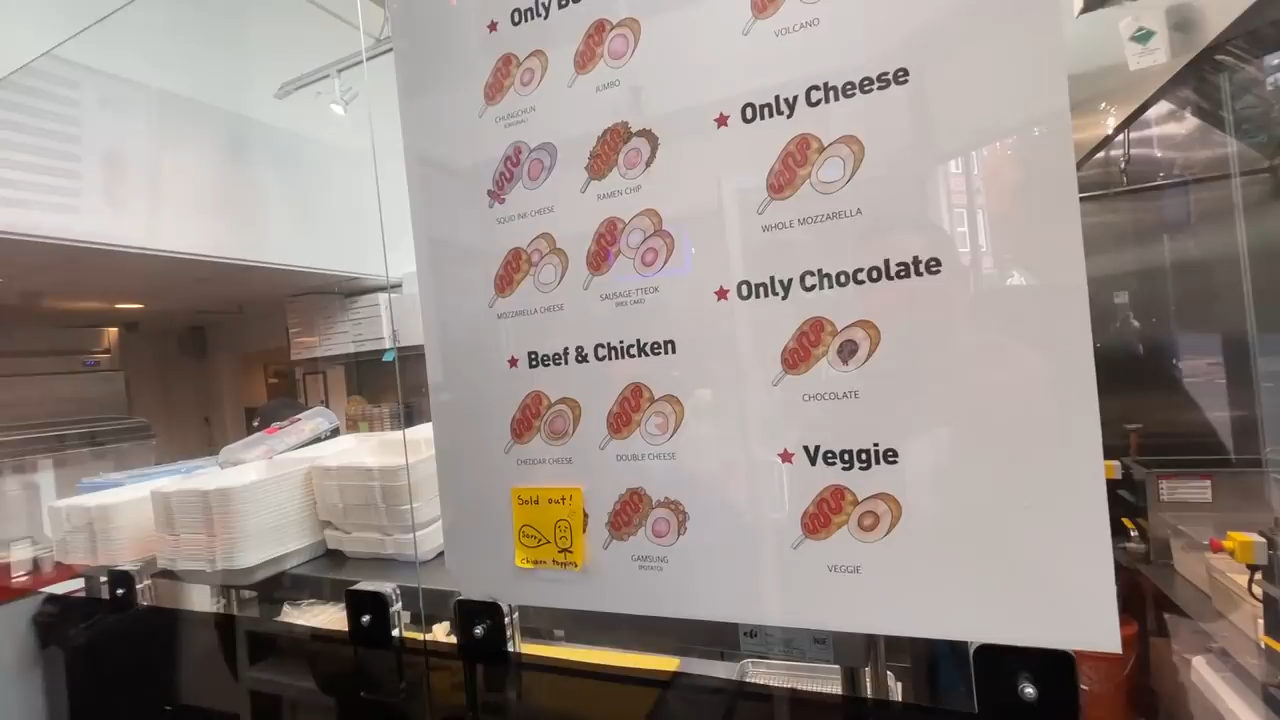 Only Be
CHUNGCHUN
(ORIGINAL)
JUMBO
SQUID INK-CHEESE
RAMEN CHIP
MOZZARELLA CHEESE
SAUSAGE-TTEOK
(RICE CAKE)
Beef & Chicken
CHEDDAR CHEESE
DOUBLE CHEESE
Sold out!
Sorry
chicken toppins
GAMSUNG
(POTATO)
VOLCANO
Only Cheese
WHOLE MOZZARELLA
Only Chocolate
CHOCOLATE
Veggie
VEGGIE